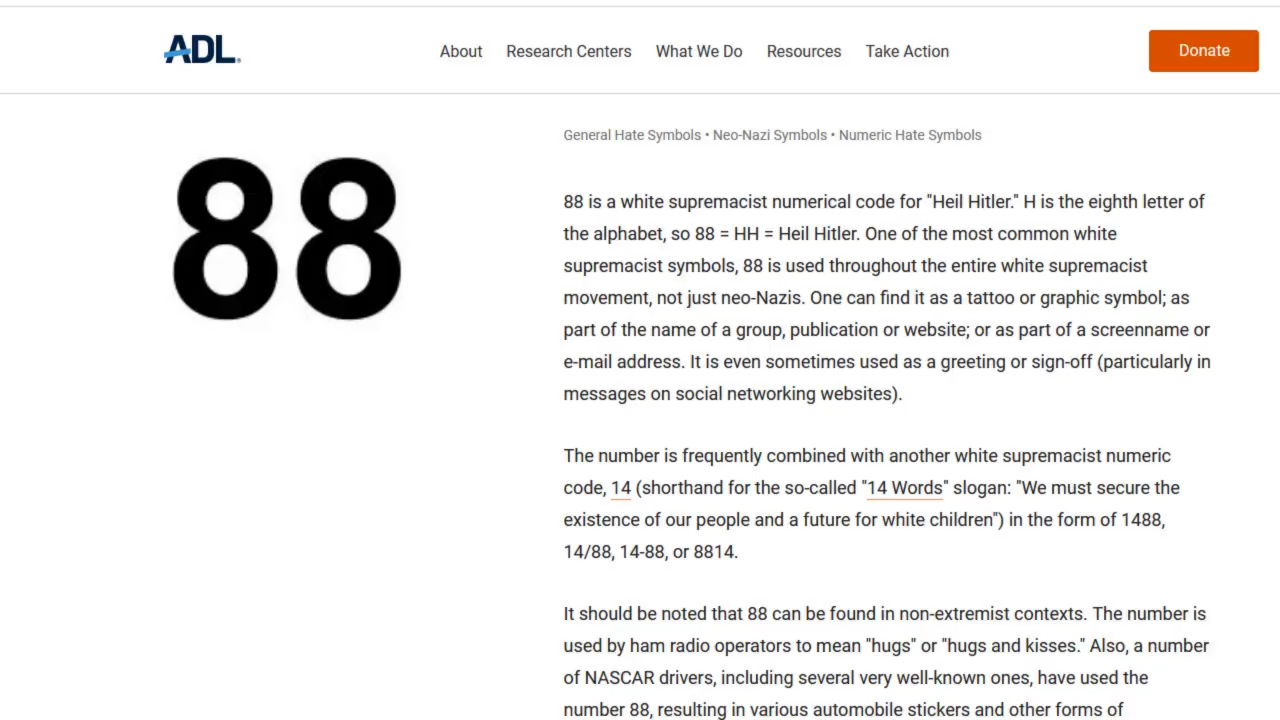 ADL
About Research Centers What We Do Resources Take Action
Donate
88
General Hate Symbols • Neo-Nazi Symbols • Numeric Hate Symbols
88 is a white supremacist numerical code for "Heil Hitler." H is the eighth letter of
the alphabet, so 88 = HH = Heil Hitler. One of the most common white
supremacist symbols, 88 is used throughout the entire white supremacist
movement, not just neo-Nazis. One can find it as a tattoo or graphic symbol; as
part of the name of a group, publication or website; or as part of a screenname or
e-mail address. It is even sometimes used as a greeting or sign-off (particularly in
messages on social networking websites).
The number is frequently combined with another white supremacist numeric
code, 14 (shorthand for the so-called "14 Words" slogan: "We must secure the
existence of our people and a future for white children") in the form of 1488,
14/88, 14-88, or 8814.
It should be noted that 88 can be found in non-extremist contexts. The number is
used by ham radio operators to mean "hugs" or "hugs and kisses." Also, a number
of NASCAR drivers, including several very well-known ones, have used the
number 88, resulting in various automobile stickers and other forms of